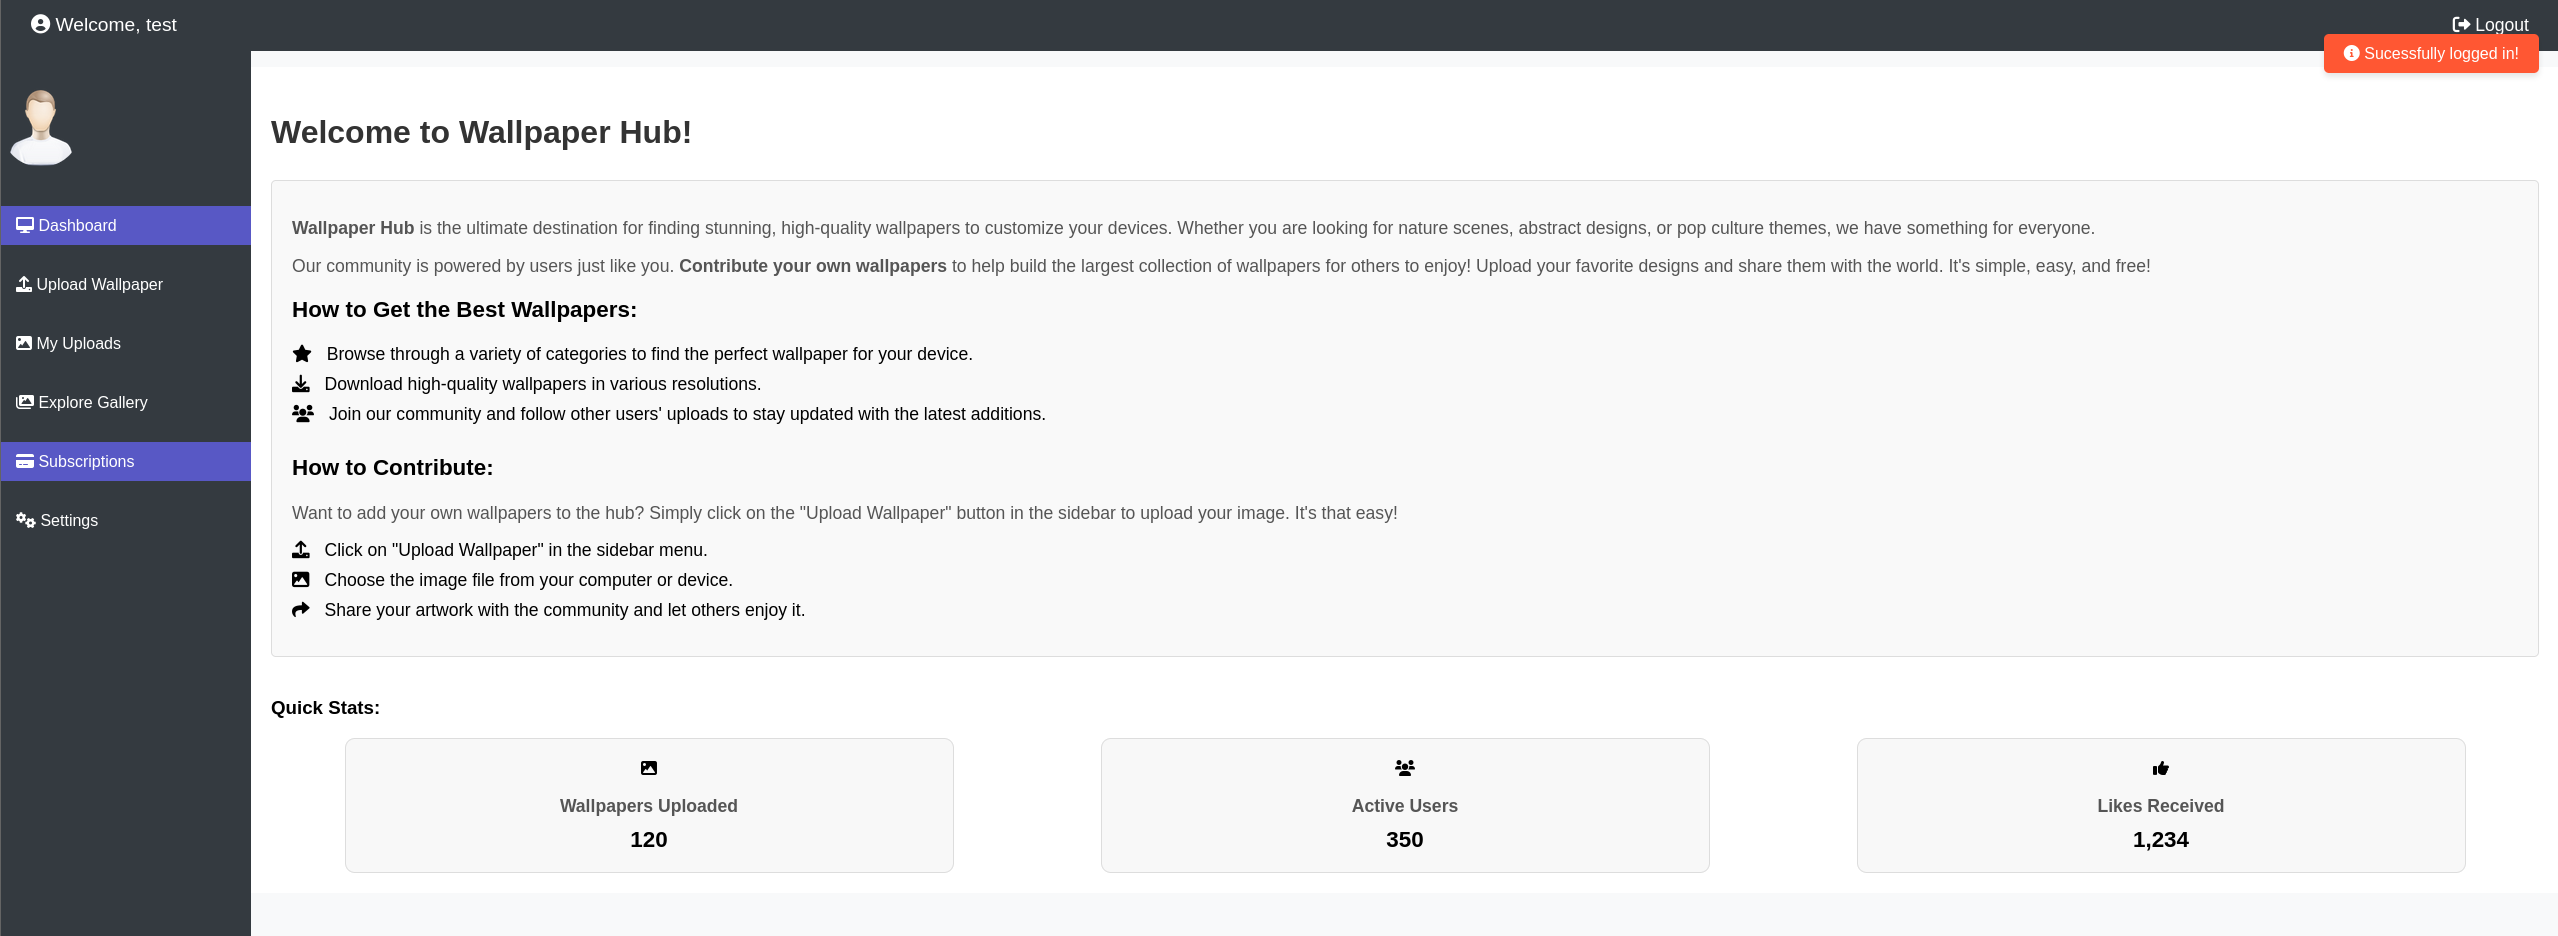 Welcome, test
Logout
Sucessfully logged in!
Dashboard
Upload Wallpaper
My Uploads
Explore Gallery
Subscriptions
Settings
Welcome to Wallpaper Hub!
Wallpaper Hub is the ultimate destination for finding stunning, high-quality wallpapers to customize your devices. Whether you are looking for nature scenes, abstract designs, or pop culture themes, we have something for everyone.
Our community is powered by users just like you. Contribute your own wallpapers to help build the largest collection of wallpapers for others to enjoy! Upload your favorite designs and share them with the world. It's simple, easy, and free!
How to Get the Best Wallpapers:
Browse through a variety of categories to find the perfect wallpaper for your device.
Download high-quality wallpapers in various resolutions.
Join our community and follow other users' uploads to stay updated with the latest additions.
How to Contribute:
Want to add your own wallpapers to the hub? Simply click on the "Upload Wallpaper" button in the sidebar to upload your image. It's that easy!
Click on "Upload Wallpaper" in the sidebar menu.
Choose the image file from your computer or device.
Share your artwork with the community and let others enjoy it.
Quick Stats:
Wallpapers Uploaded
120
Active Users
350
Likes Received
1,234